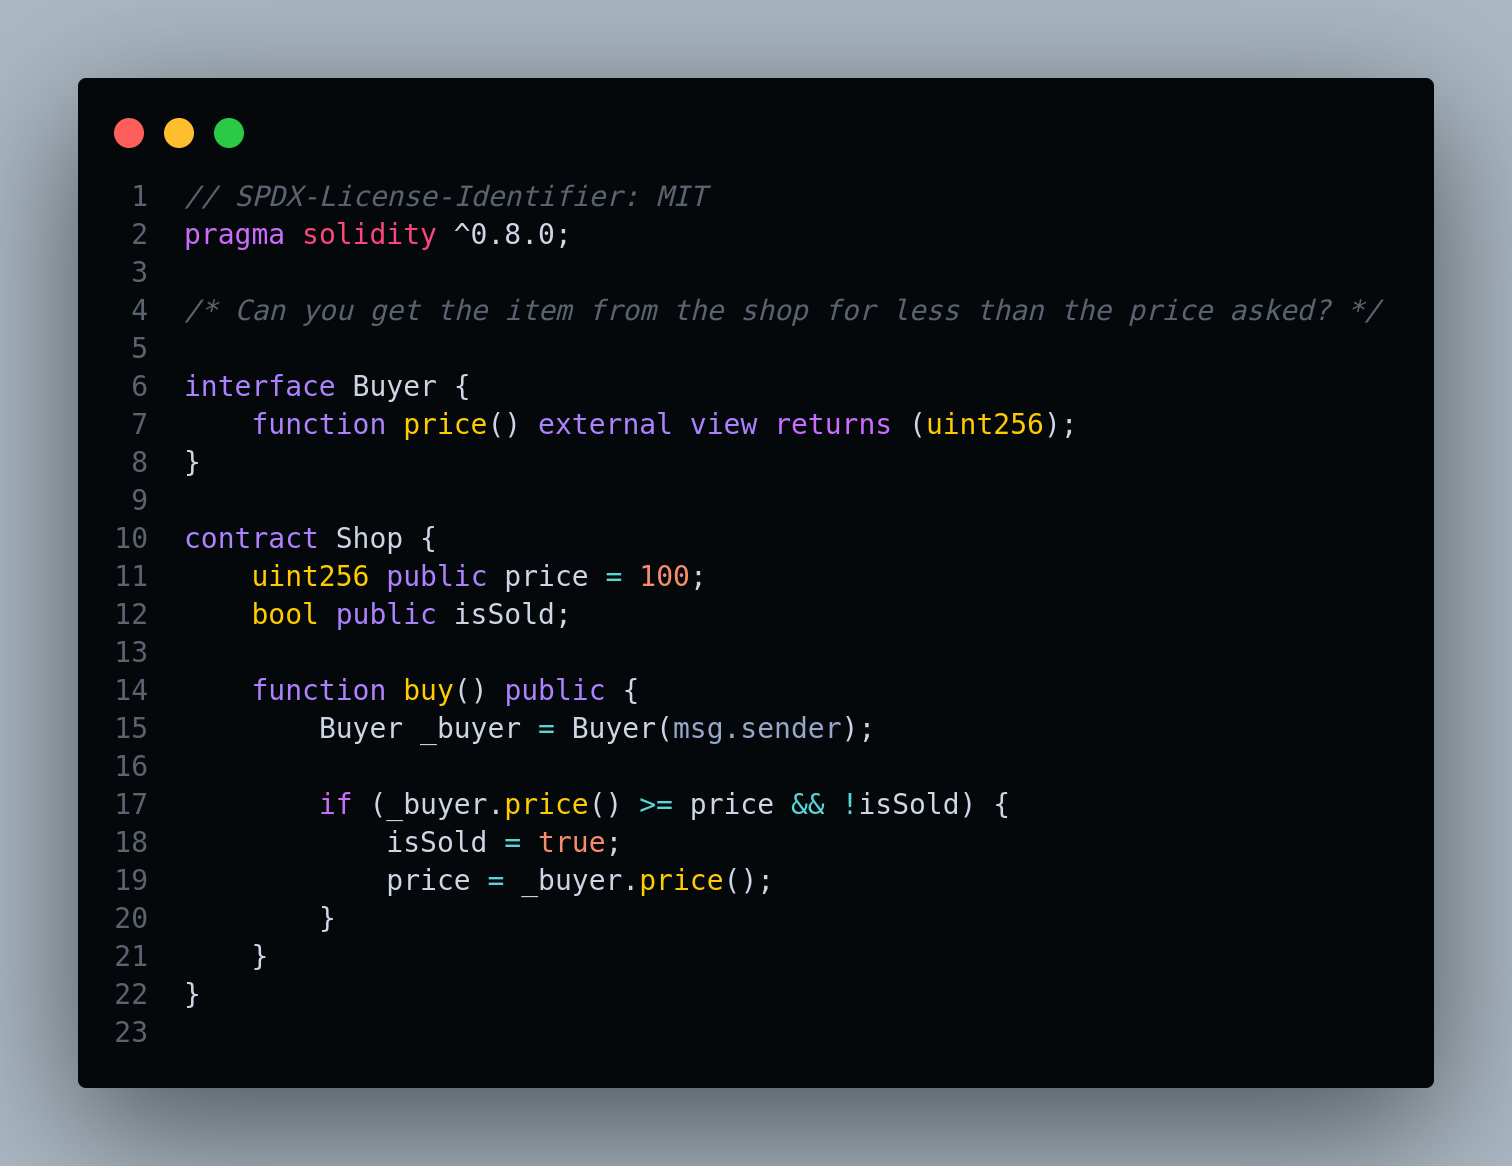 1 // SPDX-License-Identifier: MIT
2 pragma solidity ^0.8.0;
3
4 /* Can you get the item from the shop for less than the price asked? */
5
6 interface Buyer {
7     function price() external view returns (uint256);
8 }
9
10 contract Shop {
11     uint256 public price = 100;
12     bool public isSold;
13
14     function buy() public {
15         Buyer _buyer = Buyer(msg.sender);
16
17         if (_buyer.price() >= price && !isSold) {
18             isSold = true;
19             price = _buyer.price();
20         }
21     }
22 }
23